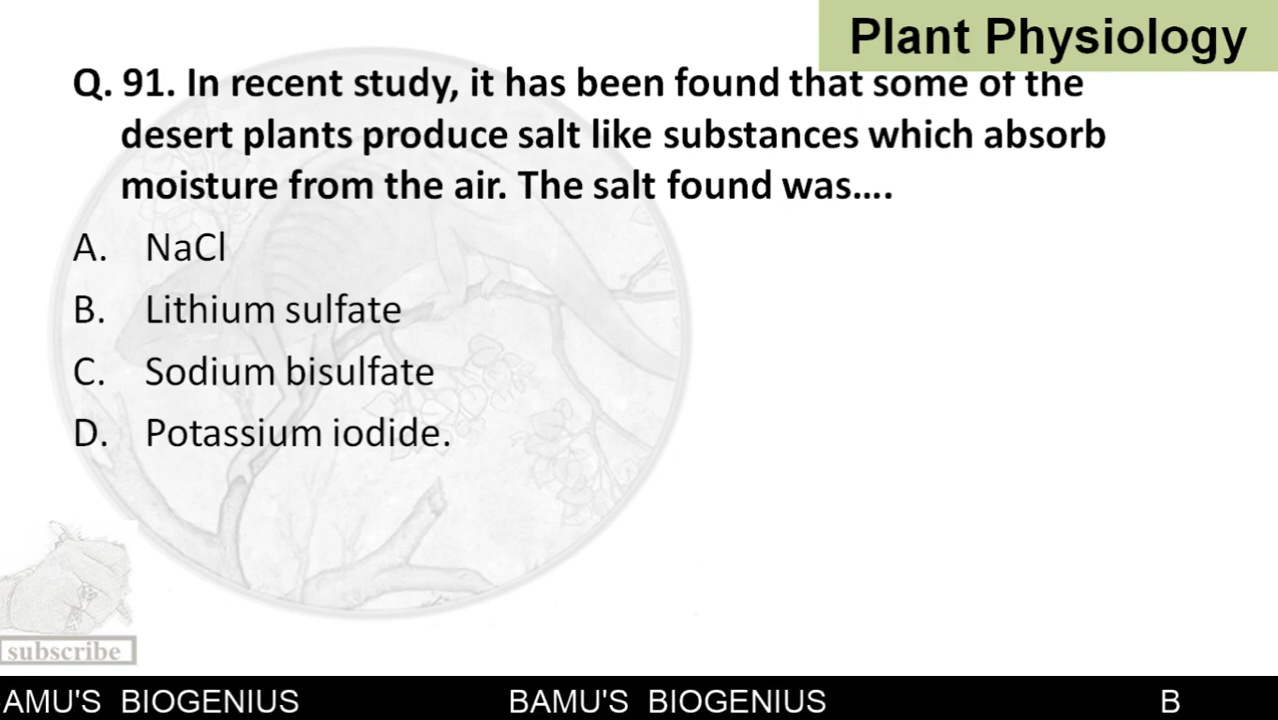 Plant Physiology
Q. 91. In recent study, it has been found that some of the
desert plants produce salt like substances which absorb
moisture from the air. The salt found was....
A. NaCl
B. Lithium sulfate
C. Sodium bisulfate
D. Potassium iodide.
subscribe
AMU'S BIOGENIUS BAMU'S BIOGENIUS B